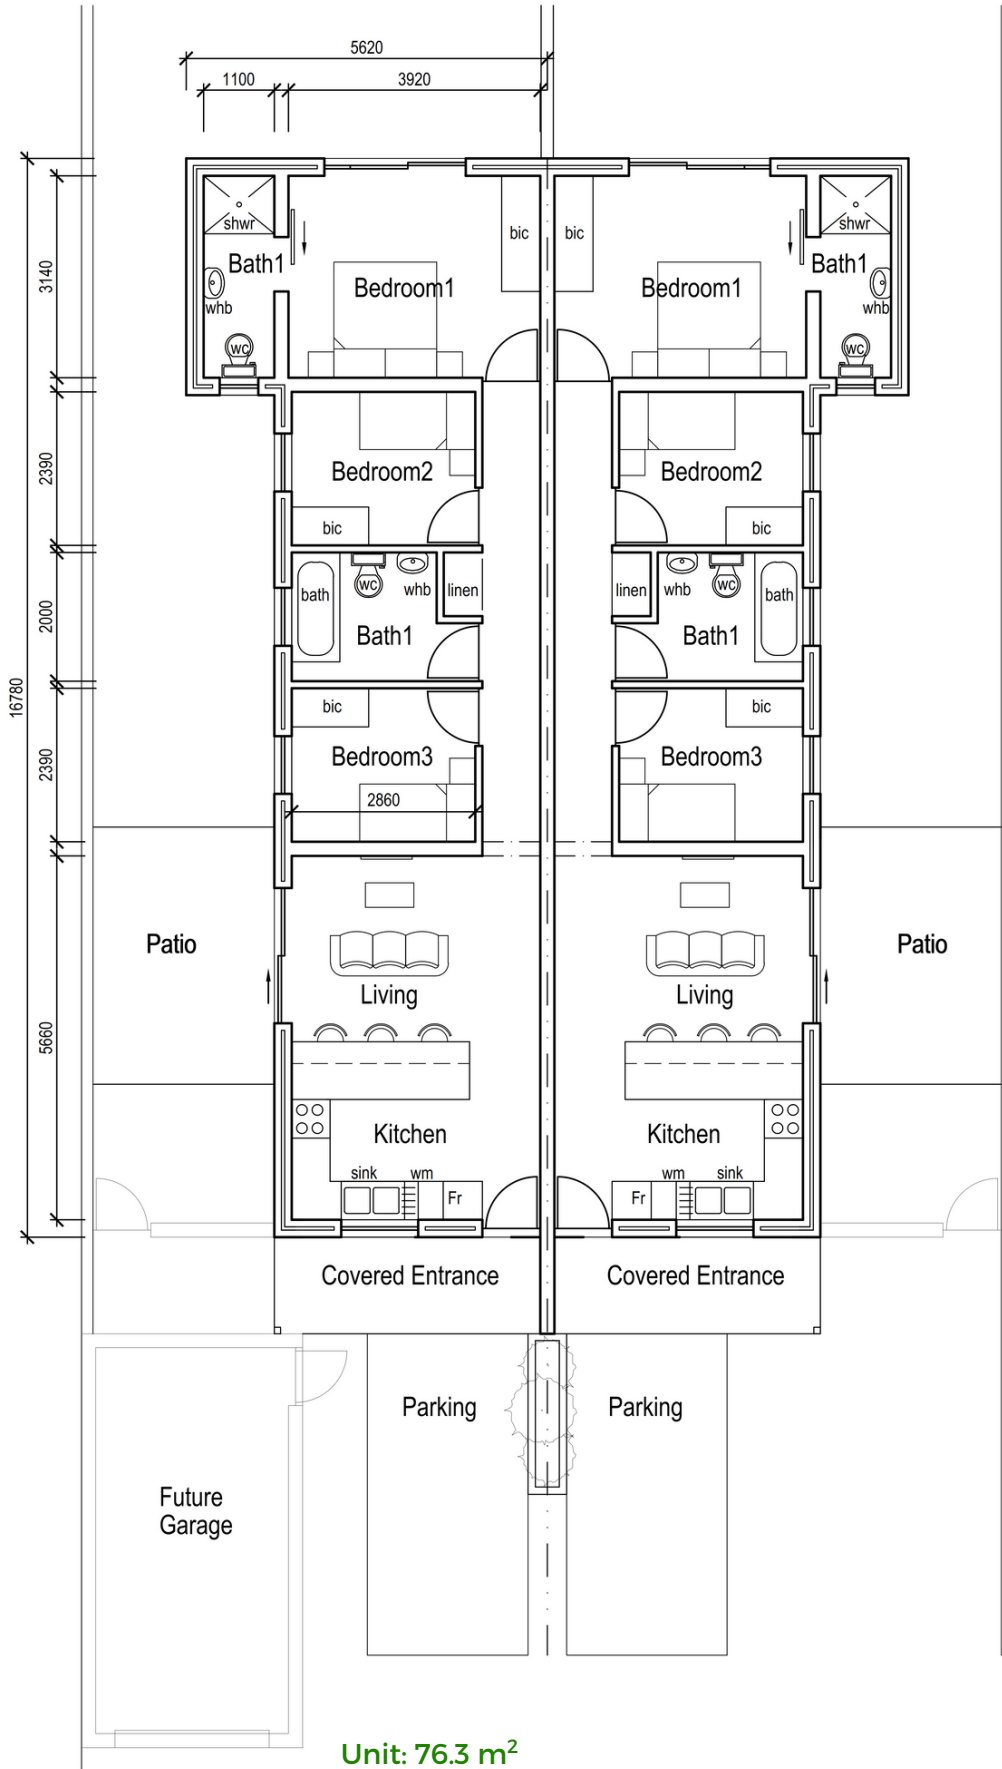 5620
1100
3920
shwr
bic
bic
shwr
Bath1
Bath1
3140
Bedroom1
Bedroom1
whb
whb
WC
WC
2390
Bedroom2
Bedroom2
bic
bic
2000
bath
WC
whb
linen
linen
whb
WC
bath
Bath1
Bath1
16780
bic
bic
2390
Bedroom3
Bedroom3
2860
Patio
Patio
Living
Living
5660
Kitchen
Kitchen
sink
wm
wm
sink
Fr
Fr
Covered Entrance
Covered Entrance
Parking
Parking
Future
Garage
Unit: 76.3 m²